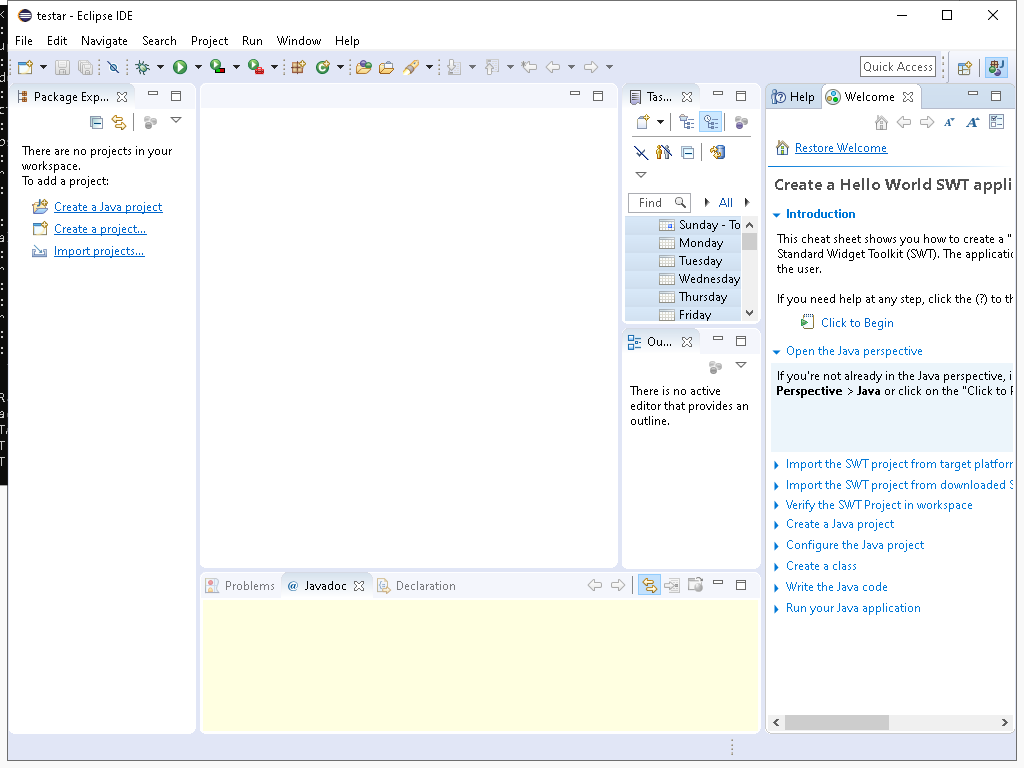 testar - Eclipse IDE
File Edit Navigate Search Project Run Window Help
Quick Access
Package Exp...
There are no projects in your
workspace.
To add a project:
Create a Java project
Create a project...
Import projects...
Tas...
Find
All
Sunday - To
Monday
Tuesday
Wednesday
Thursday
Friday
Ou...
There is no active
editor that provides an
outline.
Problems @ Javadoc Declaration
Help Welcome
Restore Welcome
Create a Hello World SWT appli
Introduction
This cheat sheet shows you how to create a "
Standard Widget Toolkit (SWT). The applicatio
the user.
If you need help at any step, click the (?) to th
Click to Begin
Open the Java perspective
If you're not already in the Java perspective, i
Perspective > Java or click on the "Click to P
Import the SWT project from target platform
Import the SWT project from downloaded S
Verify the SWT Project in workspace
Create a Java project
Configure the Java project
Create a class
Write the Java code
Run your Java application